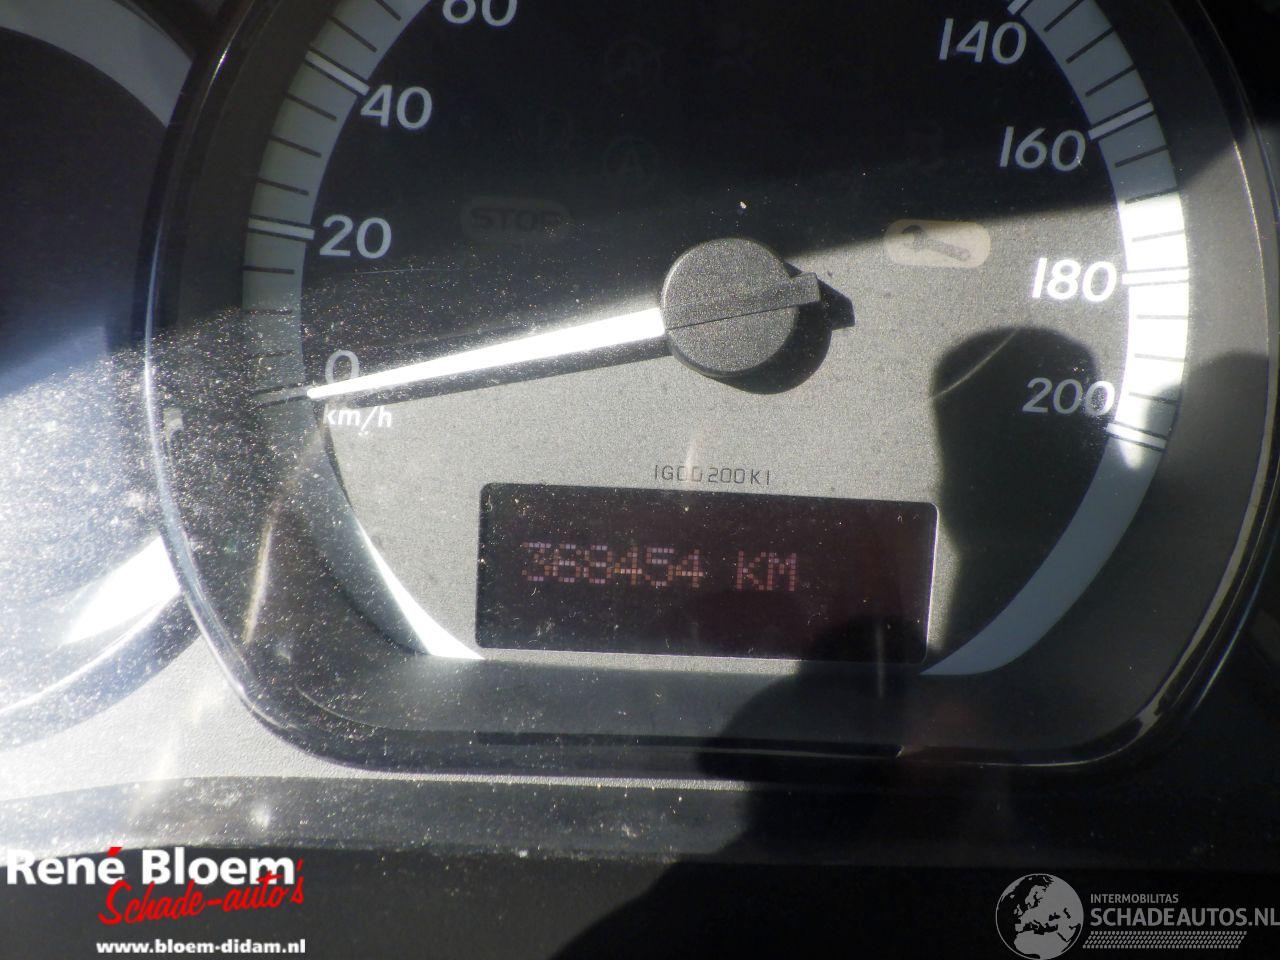 60
140
40
160
STOP
20
180
0
200
km/h
1G00200K1
368454 KM
René Bloem
Schade-auto's
www.bloem-didam.nl
INTERMOBILITAS
SCHADEAUTOS.NL